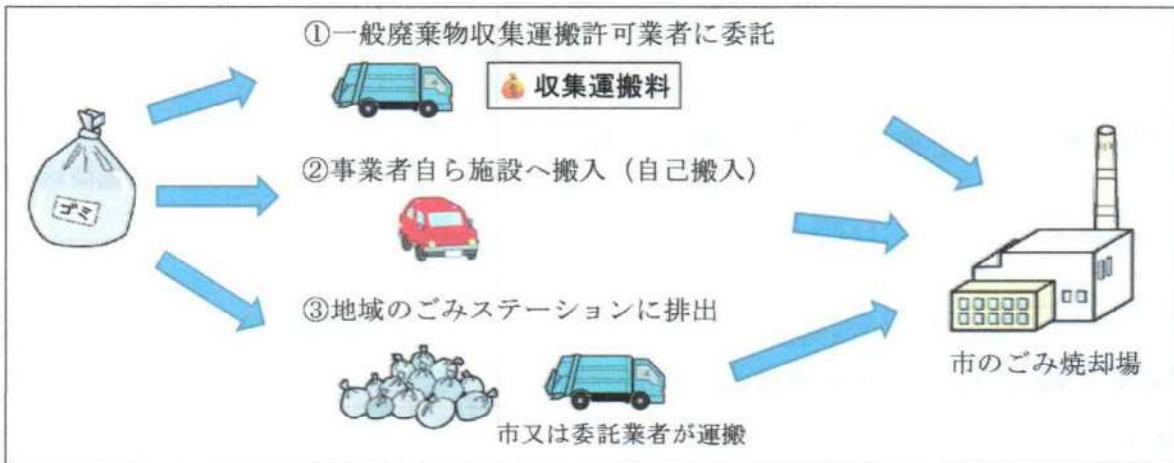 ①一般廃棄物収集運搬許可業者に委託
収集運搬料
②事業者自ら施設へ搬入（自己搬入）
ゴミ
③地域のごみステーションに排出
市のごみ焼却場
市又は委託業者が運搬